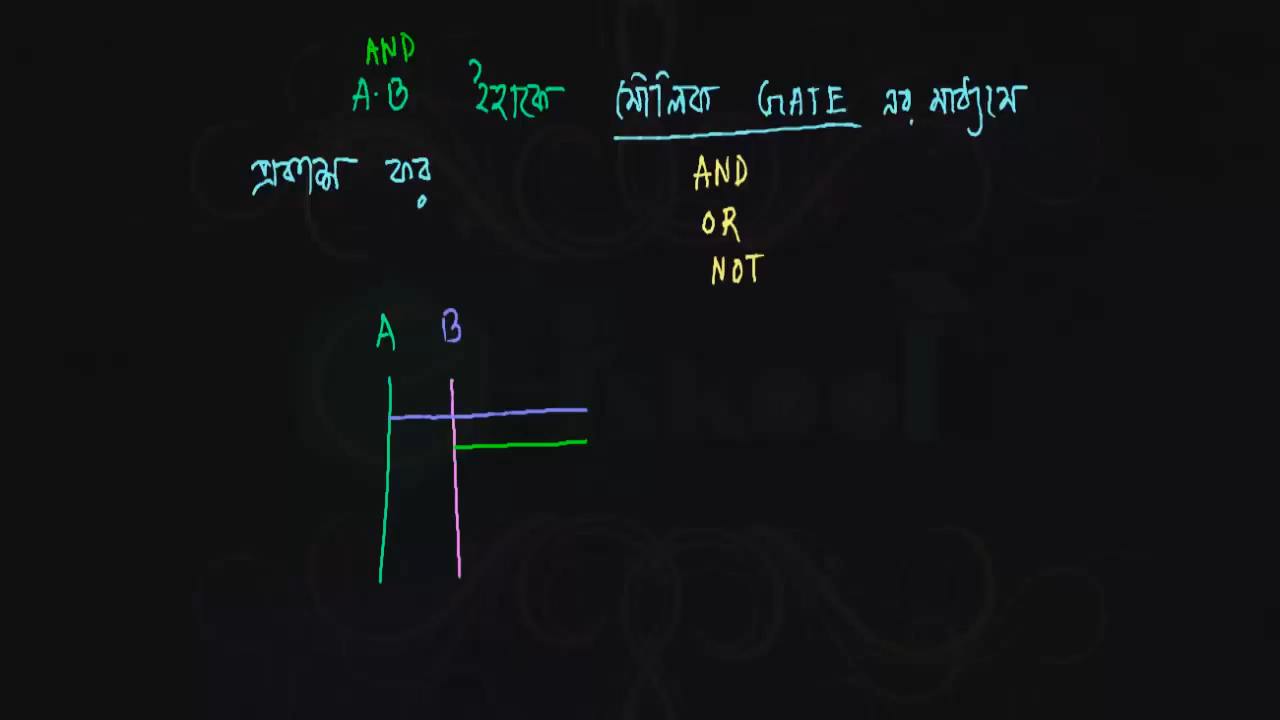 AND
A·B ইহাকে মৌলিক GATE এর মাধ্যমে
প্রকাশ কর
AND
OR
NOT
A B